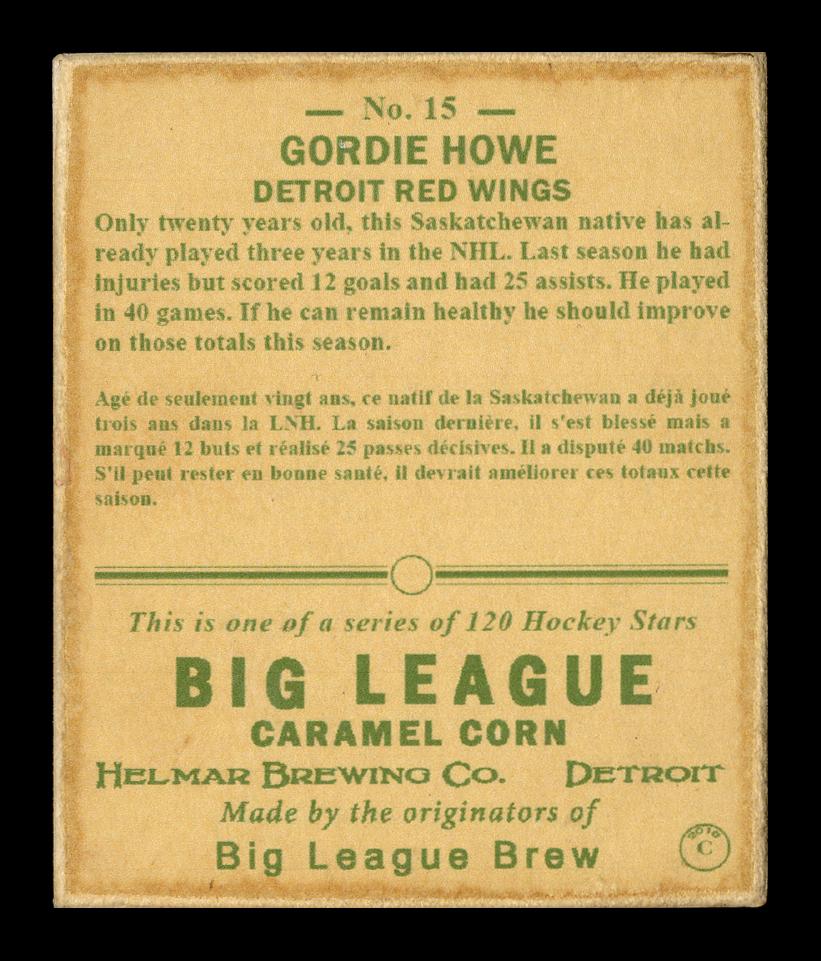 — No. 15 —
GORDIE HOWE
DETROIT RED WINGS
Only twenty years old, this Saskatchewan native has al-
ready played three years in the NHL. Last season he had
injuries but scored 12 goals and had 25 assists. He played
in 40 games. If he can remain healthy he should improve
on those totals this season.
Agé de seulement vingt ans, ce natif de la Saskatchewan a déjà joué
trois ans dans la LNH. La saison dernière, il s'est blessé mais a
marqué 12 buts et réalisé 25 passes décisives. Il a disputé 40 matchs.
S'il peut rester en bonne santé, il devrait améliorer ces totaux cette
saison.
This is one of a series of 120 Hockey Stars
BIG LEAGUE
CARAMEL CORN
HELMAR BREWING CO. DETROIT
Made by the originators of
Big League Brew
2018
C